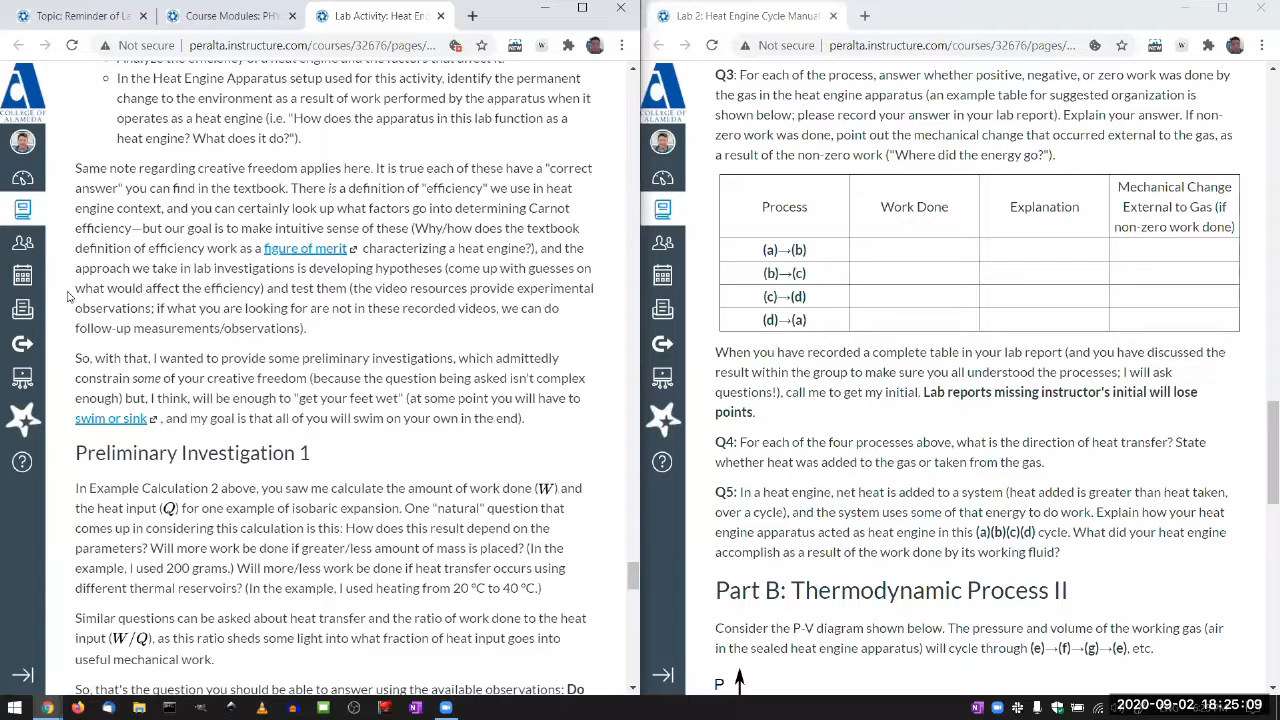 Topic: Reminder of La
Course Modules: PHY
Lab Activity: Heat Eng
Not secure
peralta.instructure.com/courses/32676/pages/...
NEW
W
COLLEGE OF
ALAMEDA
In the Heat Engine Apparatus setup used for this activity, identify the permanent
change to the environment as a result of work performed by the apparatus when it
operates as a heat engine (i.e. "How does the apparatus in this lab function as a
heat engine? What does it do?").
Same note regarding creative freedom applies here. It is true each of these have a "correct
answer" you can find in the textbook. There is a definition of "efficiency" we use in heat
engine context, and you can certainly look up what factors go into determining Carnot
efficiency—but our goal is to make intuitive sense of these (Why/how does the textbook
definition of efficiency work as a figure of merit characterizing a heat engine?), and the
approach we take in lab investigations is developing hypotheses (come up with guesses on
what would affect the efficiency) and test them (the video resources provide experimental
observations; if what you are looking for are not in these recorded videos, we can do
follow-up measurements/observations).
So, with that, I wanted to provide some preliminary investigations, which admittedly
constrain some of your creative freedom (because the question being asked isn't complex
enough) but, I think, will be enough to "get your feet wet" (at some point you will have to
swim or sink , and my goal is that all of you will swim on your own in the end).
Preliminary Investigation 1
In Example Calculation 2 above, you saw me calculate the amount of work done (W) and
the heat input (Q) for one example of isobaric expansion. One "natural" question that
comes up in considering this calculation is this: How does this result depend on the
parameters? Will more work be done if greater/less amount of mass is placed? (In the
example, I used 200 grams.) Will more/less work be done if heat transfer occurs using
different thermal reservoirs? (In the example, I used heating from 20 °C to 40 °C.)
Similar questions can be asked about heat transfer and the ratio of work done to the heat
input (W/Q), as this ratio sheds some light into what fraction of heat input goes into
useful mechanical work.
So, that's the question you should be able to answer using the available observations: Do
Lab 2: Heat Engine Cycle Manual
Not secure
peralta.instructure.com/courses/32676/pages/...
NEW
W
COLLEGE OF
ALAMEDA
Q3: For each of the process, answer whether positive, negative, or zero work was done by
the gas in the heat engine apparatus (an example table for suggested organization is
shown below; please record your answer in your lab report). Explain your answer. If non-
zero work was done, point out the mechanical change that occurred external to the gas, as
a result of the non-zero work ("Where did the energy go?").
Process Work Done Explanation Mechanical Change
External to Gas (if
non-zero work done)
(a)→(b)
(b)→(c)
(c)→(d)
(d)→(a)
When you have recorded a complete table in your lab report (and you have discussed the
result within the group to make sure you all understood the processes; I will ask
questions!), call me to get my initial. Lab reports missing instructor's initial will lose
points.
Q4: For each of the four processes above, what is the direction of heat transfer? State
whether heat was added to the gas or taken from the gas.
Q5: In a heat engine, net heat is added to a system (heat added is greater than heat taken,
over a cycle), and the system uses some of that energy to do work. Explain how your heat
engine apparatus acted as heat engine in this (a)(b)(c)(d) cycle. What did your heat engine
accomplish as a result of the work done by its working fluid?
Part B: Thermodynamic Process II
Consider the P-V diagram shown below. The pressure and volume of the working gas (air
in the sealed heat engine apparatus) will cycle through (e)→(f)→(g)→(e), etc.
P
2020-09-02 18:25:09